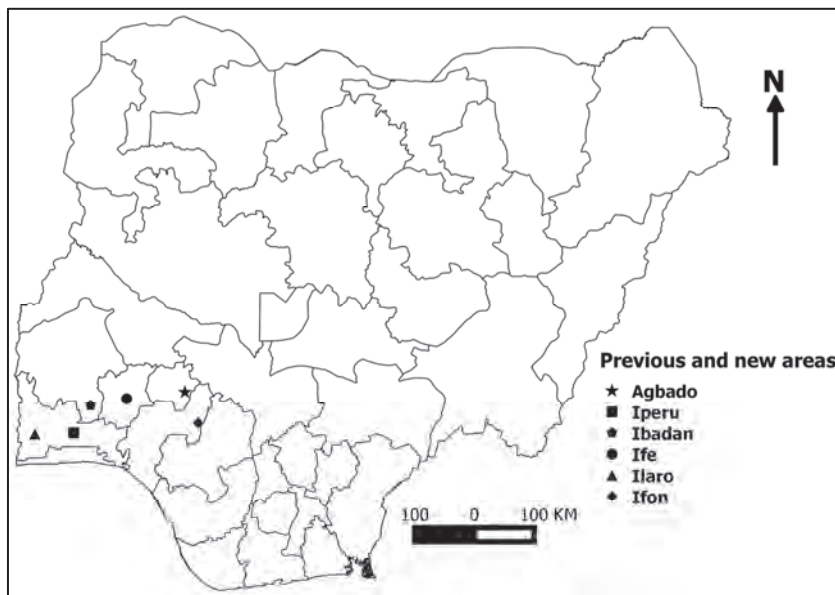 N
Previous and new areas
Agbado
Iperu
Ibadan
Ife
Ilaro
Ifon
100 0 100 KM